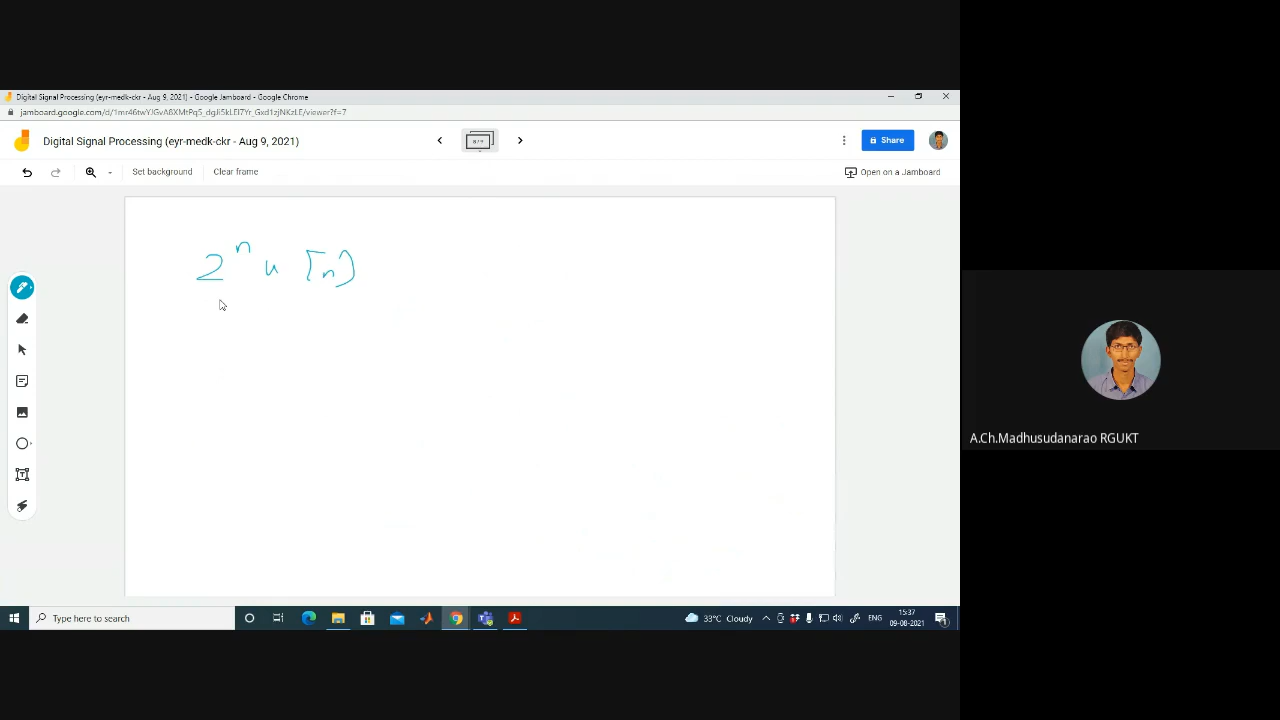 Digital Signal Processing (eyr-medk-ckr - Aug 9, 2021) - Google Jamboard - Google Chrome
Digital Signal Processing (eyr-medk-ckr - Aug 9, 2021)
8 / 9
Share
Set background
Clear frame
Open on a Jamboard
2^n u [n]
A.Ch.Madhusudanarao RGUKT
Type here to search
33°C Cloudy
ENG
15:37
09-08-2021